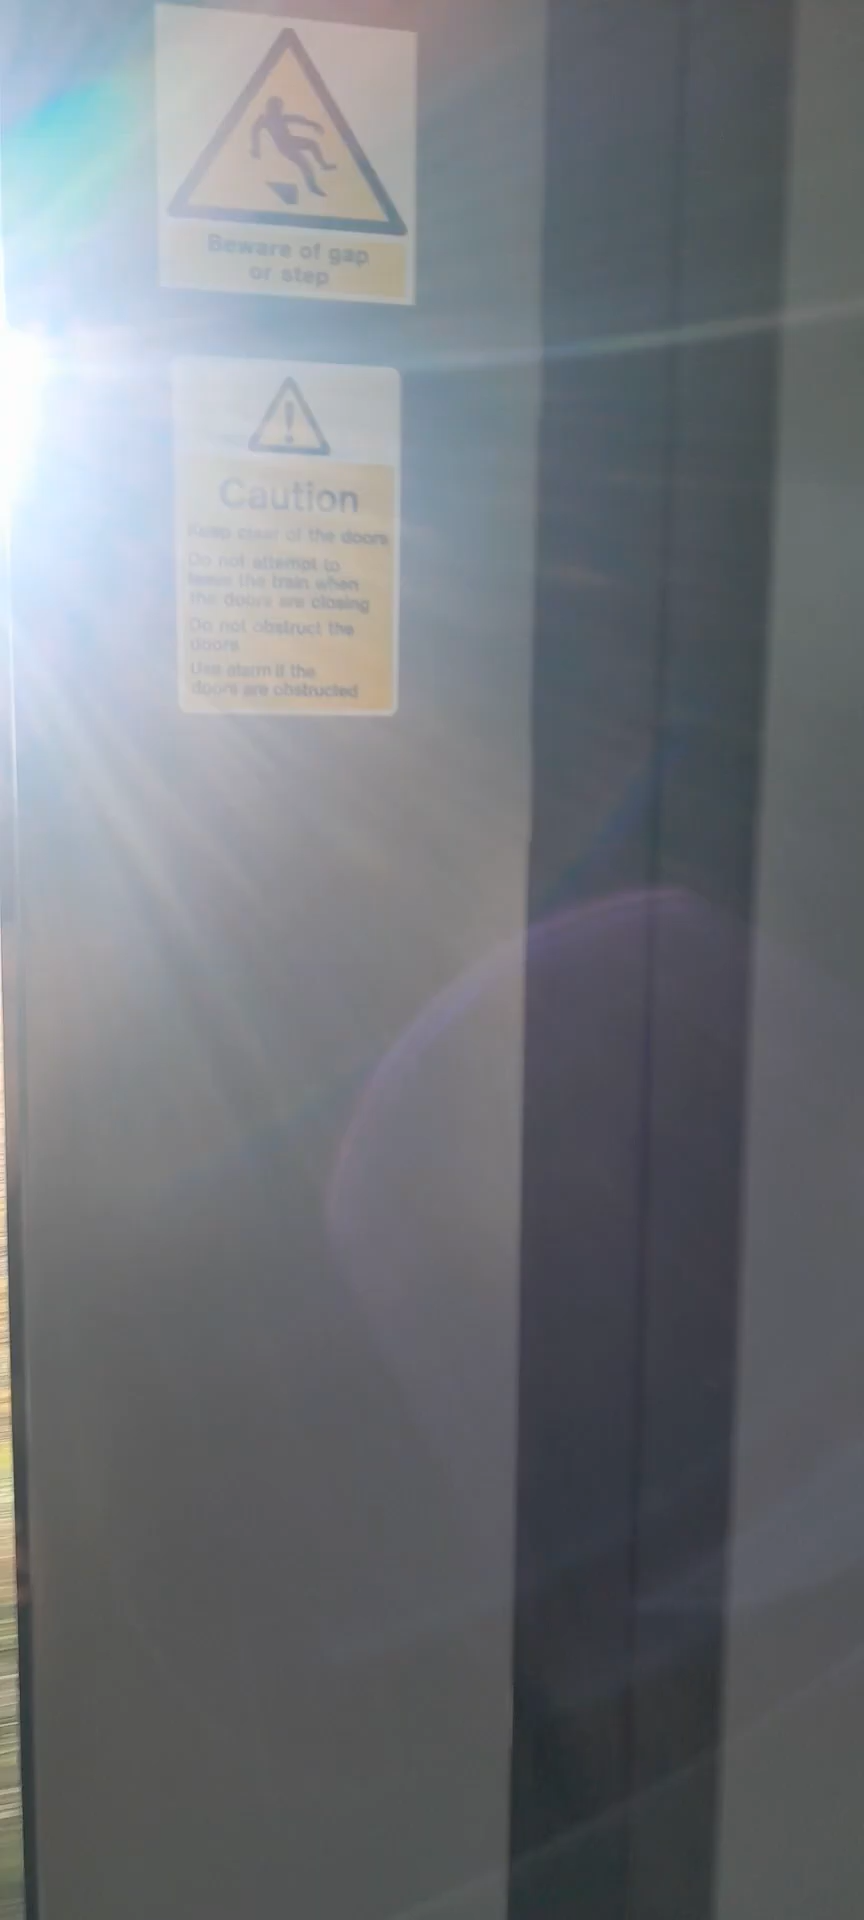 Beware of gap
or step
Caution
Keep clear of the doors
Do not attempt to
leave the train when
the doors are closing
Do not obstruct the
doors
Use alarm if the
doors are obstructed